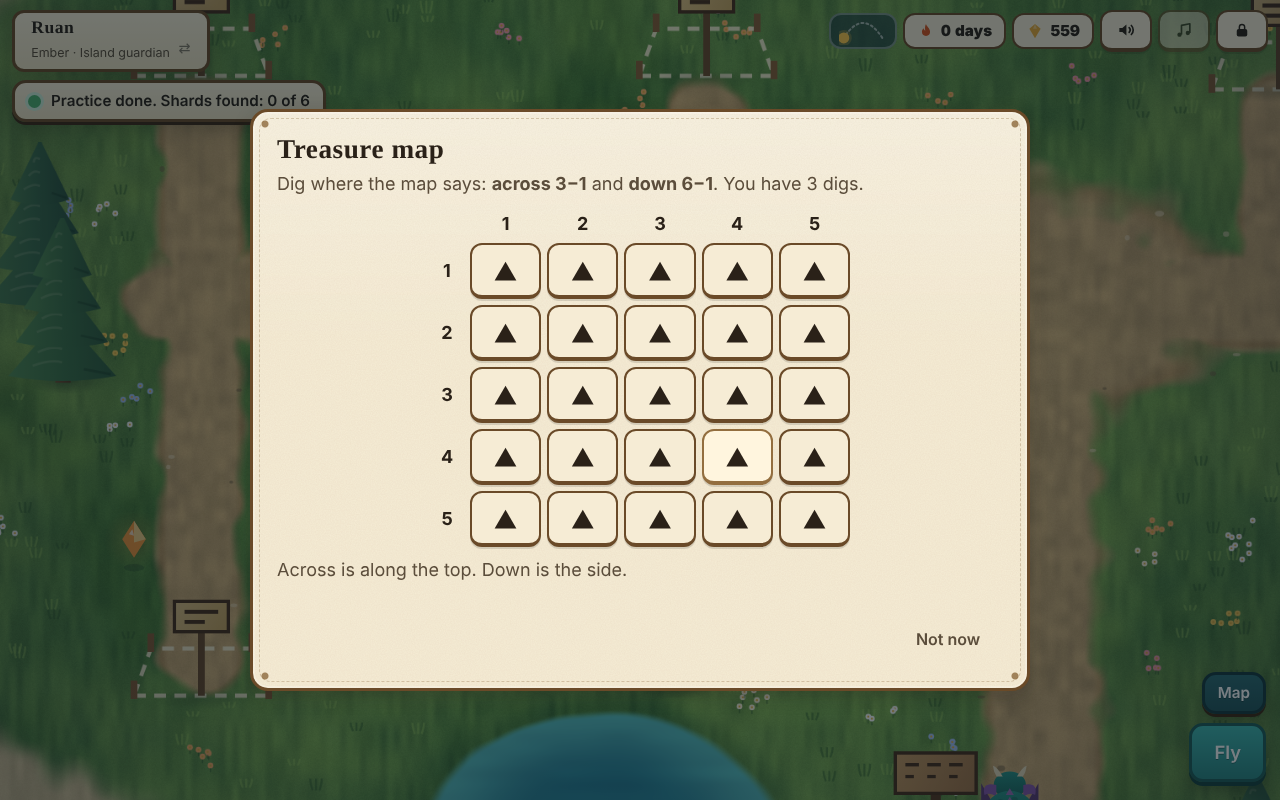 Ruan
Ember · Island guardian
0 days
559
Practice done. Shards found: 0 of 6
Treasure map
Dig where the map says: across 3−1 and down 6−1. You have 3 digs.
1 2 3 4 5
1
2
3
4
5
Across is along the top. Down is the side.
Not now
Map
Fly